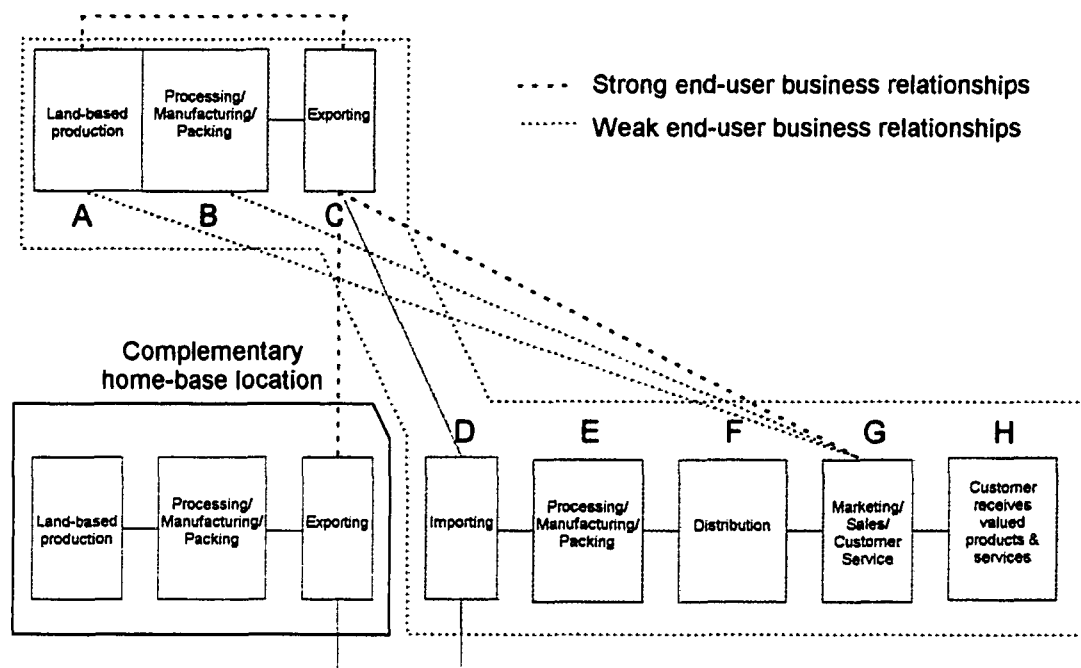 Land-based
production
Processing/
Manufacturing/
Packing
Exporting
A
B
C
Strong end-user business relationships
Weak end-user business relationships
Complementary
home-base location
Land-based
production
Processing/
Manufacturing/
Packing
Exporting
D
E
F
G
H
Importing
Processing/
Manufacturing/
Packing
Distribution
Marketing/
Sales/
Customer
Service
Customer
receives
valued
products &
services